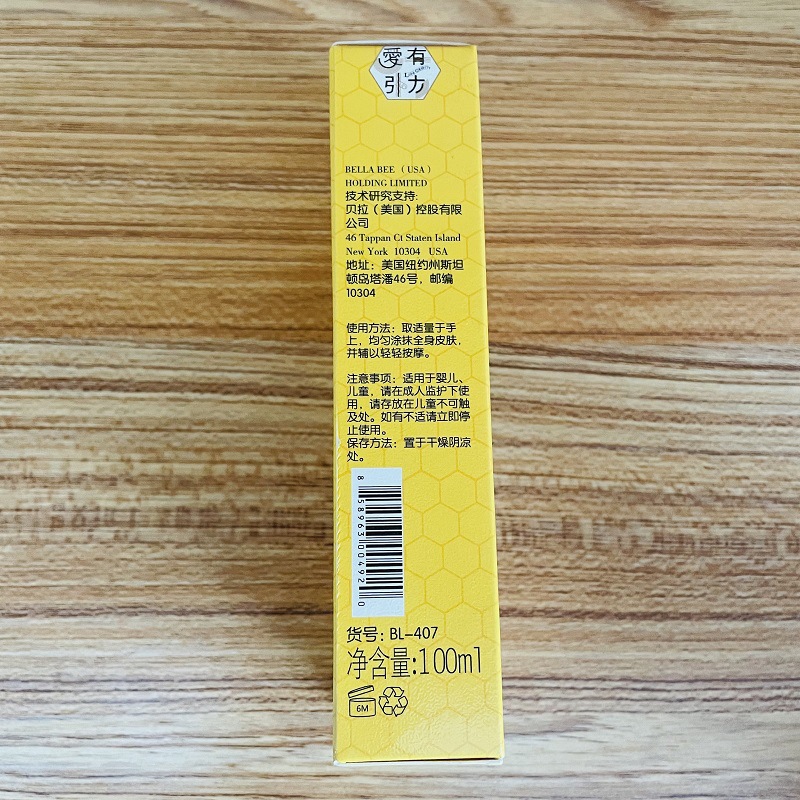 愛有
引力
BELLA BEE （USA）
HOLDING LIMITED
技术研究支持:
贝拉（美国）控股有限
公司
46 Tappan Ct Staten Island
New York 10304 USA
地址：美国纽约州斯坦
顿岛塔潘46号，邮编
10304
使用方法：取适量于手
上，均匀涂抹全身皮肤，
并辅以轻轻按摩。
注意事项：适用于婴儿、
儿童，请在成人监护下使
用，请存放在儿童不可触
及处。如有不适请立即停
止使用。
保存方法：置于干燥阴凉
处。
8 58963 00492 0
货号: BL-407
净含量:100ml
6M